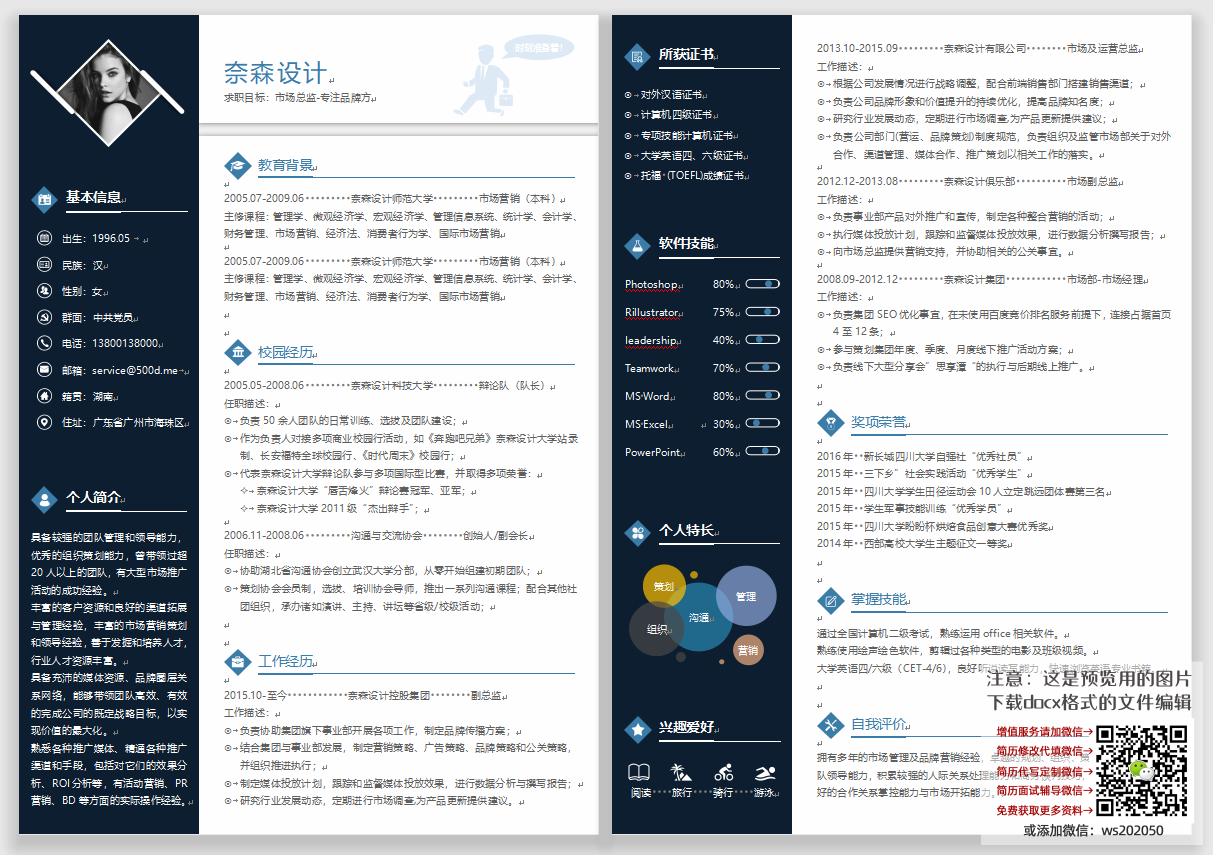 奈森设计
求职目标：市场总监-专注品牌方
时刻准备着!
基本信息
出生：1996.05
民族：汉
性别：女
群面：中共党员
电话：13800138000
邮箱：service@500d.me
籍贯：湖南
住址：广东省广州市海珠区
个人简介
具备较强的团队管理和领导能力，
优秀的组织策划能力，曾带领过超
20 人以上的团队，有大型市场推广
活动的成功经验。
丰富的客户资源和良好的渠道拓展
与管理经验，丰富的市场营销策划
和领导经验，善于发掘和培养人才，
行业人才资源丰富。
具备充沛的媒体资源、品牌圈层关
系网络，能够带领团队高效、有效
的完成公司的既定战略目标，以实
现价值的最大化。
熟悉各种推广媒体、精通各种推广
渠道和手段，包括对它们的效果分
析、ROI 分析等，有活动营销、PR
营销、BD 等方面的实际操作经验。
教育背景
2005.07-2009.06 奈森设计师范大学 市场营销（本科）
主修课程：管理学、微观经济学、宏观经济学、管理信息系统、统计学、会计学、
财务管理、市场营销、经济法、消费者行为学、国际市场营销
2005.07-2009.06 奈森设计师范大学 市场营销（本科）
主修课程：管理学、微观经济学、宏观经济学、管理信息系统、统计学、会计学、
财务管理、市场营销、经济法、消费者行为学、国际市场营销
校园经历
2005.05-2008.06 奈森设计科技大学 辩论队（队长）
任职描述：
负责 50 余人团队的日常训练、选拔及团队建设；
作为负责人对接多项商业校园行活动，如《奔跑吧兄弟》奈森设计大学站录
制、长安福特全球校园行、《时代周末》校园行；
代表奈森设计大学辩论队参与多项国际型比赛，并取得多项荣誉：
奈森设计大学“唇舌烽火”辩论赛冠军、亚军；
奈森设计大学 2011 级“杰出辩手”；
2006.11-2008.06 沟通与交流协会 创始人/副会长
任职描述：
协助湖北省沟通协会创立武汉大学分部，从零开始组建初期团队；
策划协会会员制，选拔、培训协会导师，推出一系列沟通课程；配合其他社
团组织，承办诸如演讲、主持、讲坛等省级/校级活动；
工作经历
2015.10-至今 奈森设计控股集团 副总监
工作描述：
负责协助集团旗下事业部开展各项工作，制定品牌传播方案；
结合集团与事业部发展，制定营销策略、广告策略、品牌策略和公关策略，
并组织推进执行；
制定媒体投放计划，跟踪和监督媒体投放效果，进行数据分析与撰写报告；
研究行业发展动态，定期进行市场调查,为产品更新提供建议。
所获证书
对外汉语证书
计算机四级证书
专项技能计算机证书
大学英语四、六级证书
托福 (TOEFL)成绩证书
软件技能
Photoshop 80%
Rillustrator 75%
leadership 40%
Teamwork 70%
MS Word 80%
MS Excel 30%
PowerPoint 60%
个人特长
策划
管理
沟通
组织
营销
兴趣爱好
阅读 旅行 骑行 游泳
2013.10-2015.09 奈森设计有限公司 市场及运营总监
工作描述：
根据公司发展情况进行战略调整，配合前端销售部门搭建销售渠道；
负责公司品牌形象和价值提升的持续优化，提高品牌知名度；
研究行业发展动态，定期进行市场调查,为产品更新提供建议；
负责公司部门(营运、品牌策划)制度规范，负责组织及监管市场部关于对外
合作、渠道管理、媒体合作、推广策划以相关工作的落实。
2012.12-2013.08 奈森设计俱乐部 市场副总监
工作描述：
负责事业部产品对外推广和宣传，制定各种整合营销的活动；
执行媒体投放计划，跟踪和监督媒体投放效果，进行数据分析撰写报告；
向市场总监提供营销支持，并协助相关的公关事宜。
2008.09-2012.12 奈森设计集团 市场部-市场经理
工作描述：
负责集团 SEO 优化事宜，在未使用百度竞价排名服务前提下，连接占据首页
4 至 12 条；
参与策划集团年度、季度、月度线下推广活动方案；
负责线下大型分享会”思享潭“的执行与后期线上推广。
奖项荣誉
2016 年 新长城四川大学自强社“优秀社员”
2015 年 三下乡”社会实践活动“优秀学生”
2015 年 四川大学学生田径运动会 10 人立定跳远团体赛第三名
2015 年 学生军事技能训练“优秀学员”
2015 年 四川大学盼盼杯烘焙食品创意大赛优秀奖
2014 年 西部高校大学生主题征文一等奖
掌握技能
通过全国计算机二级考试，熟练运用 office 相关软件。
熟练使用绘声绘色软件，剪辑过各种类型的电影及班级视频。
大学英语四/六级（CET-4/6），良好听说读写能力，快速浏览英语专业书籍
自我评价
拥有多年的市场管理及品牌营销经验，卓越的规划、组织、策
队领导能力，积累较强的人际关系处理能力
好的合作关系掌控能力与市场开拓能力。
注意：这是预览用的图片
下载docx格式的文件编辑
增值服务请加微信→
简历修改代填微信→
简历代写定制微信→
简历面试辅导微信→
免费获取更多资料→
或添加微信：ws202050